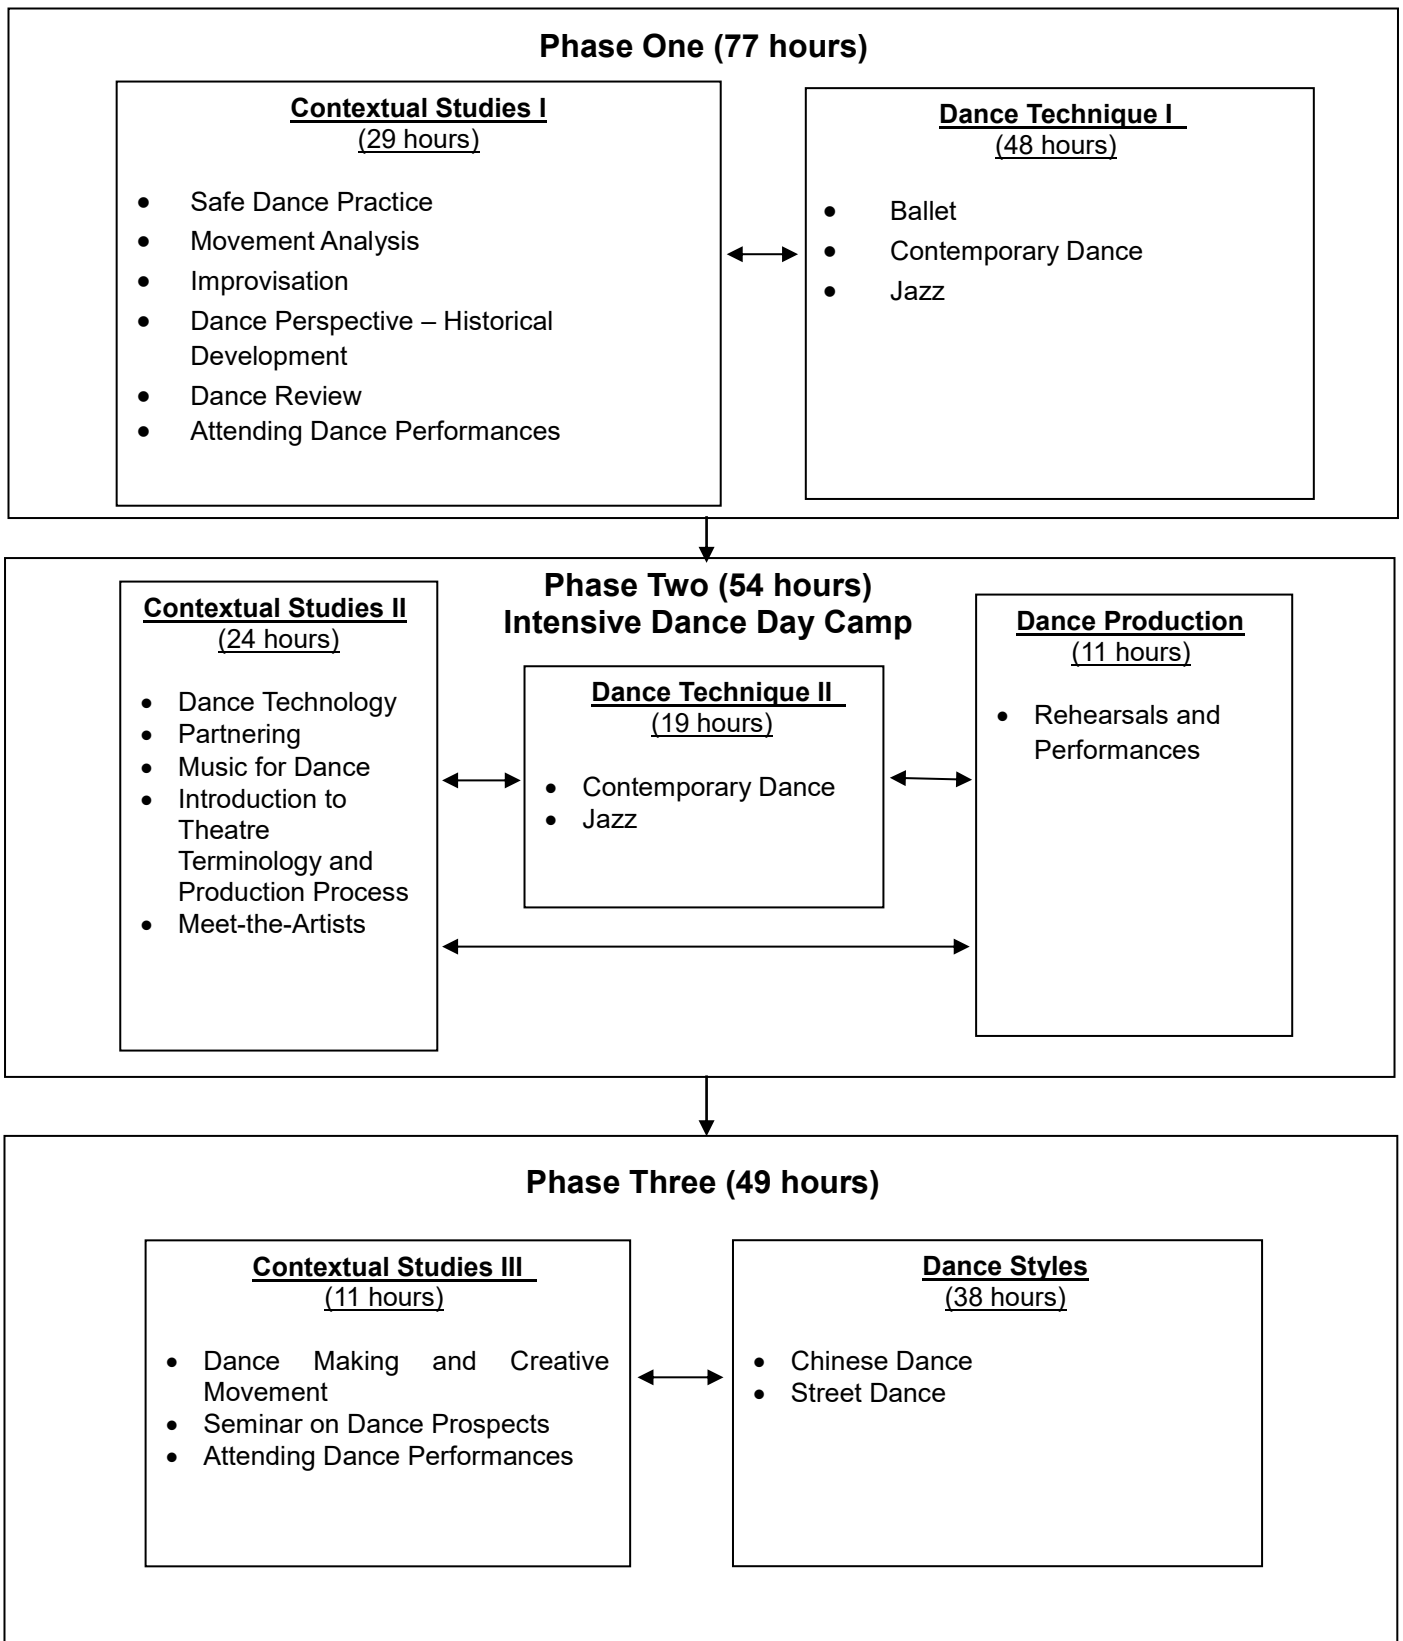 Phase One (77 hours)
Contextual Studies I
(29 hours)
• Safe Dance Practice
• Movement Analysis
• Improvisation
• Dance Perspective – Historical
Development
• Dance Review
• Attending Dance Performances
Dance Technique I
(48 hours)
• Ballet
• Contemporary Dance
• Jazz
Phase Two (54 hours)
Intensive Dance Day Camp
Contextual Studies II
(24 hours)
• Dance Technology
• Partnering
• Music for Dance
• Introduction to
Theatre
Terminology and
Production Process
• Meet-the-Artists
Dance Technique II
(19 hours)
• Contemporary Dance
• Jazz
Dance Production
(11 hours)
• Rehearsals and
Performances
Phase Three (49 hours)
Contextual Studies III
(11 hours)
• Dance Making and Creative
Movement
• Seminar on Dance Prospects
• Attending Dance Performances
Dance Styles
(38 hours)
• Chinese Dance
• Street Dance